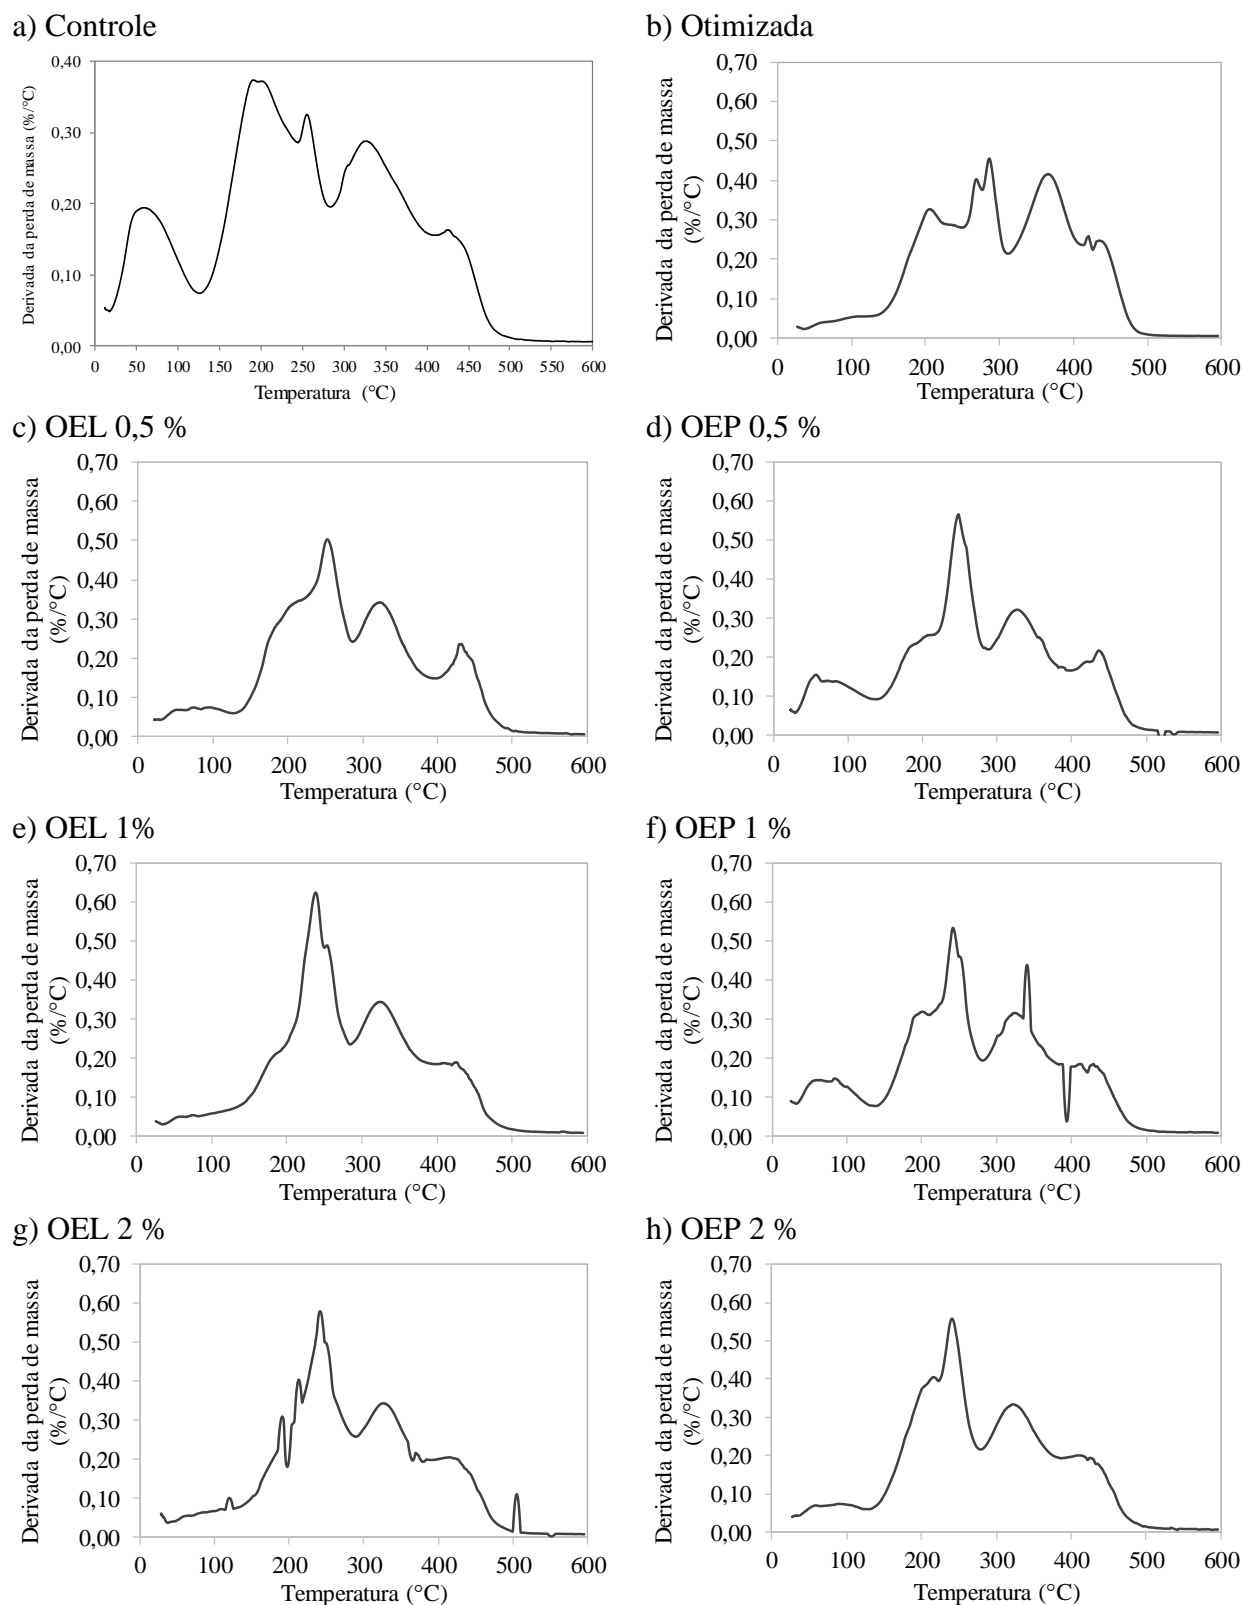 a) Controle
0,40
0,30
0,20
0,10
0,00
0 50 100 150 200 250 300 350 400 450 500 550 600
Derivada da perda de massa (%/°C)
Temperatura (°C)
b) Otimizada
0,70
0,60
0,50
0,40
0,30
0,20
0,10
0,00
0 100 200 300 400 500 600
Derivada da perda de massa
(%/°C)
Temperatura (°C)
c) OEL 0,5 %
0,70
0,60
0,50
0,40
0,30
0,20
0,10
0,00
0 100 200 300 400 500 600
Derivada da perda de massa
(%/°C)
Temperatura (°C)
d) OEP 0,5 %
0,70
0,60
0,50
0,40
0,30
0,20
0,10
0,00
0 100 200 300 400 500 600
Derivada da perda de massa
(%/°C)
Temperatura (°C)
e) OEL 1%
0,70
0,60
0,50
0,40
0,30
0,20
0,10
0,00
0 100 200 300 400 500 600
Derivada da perda de massa
(%/°C)
Temperatura (°C)
f) OEP 1 %
0,70
0,60
0,50
0,40
0,30
0,20
0,10
0,00
0 100 200 300 400 500 600
Derivada da perda de massa
(%/°C)
Temperatura (°C)
g) OEL 2 %
0,70
0,60
0,50
0,40
0,30
0,20
0,10
0,00
0 100 200 300 400 500 600
Derivada da perda de massa
(%/°C)
Temperatura (°C)
h) OEP 2 %
0,70
0,60
0,50
0,40
0,30
0,20
0,10
0,00
0 100 200 300 400 500 600
Derivada da perda de massa
(%/°C)
Temperatura (°C)